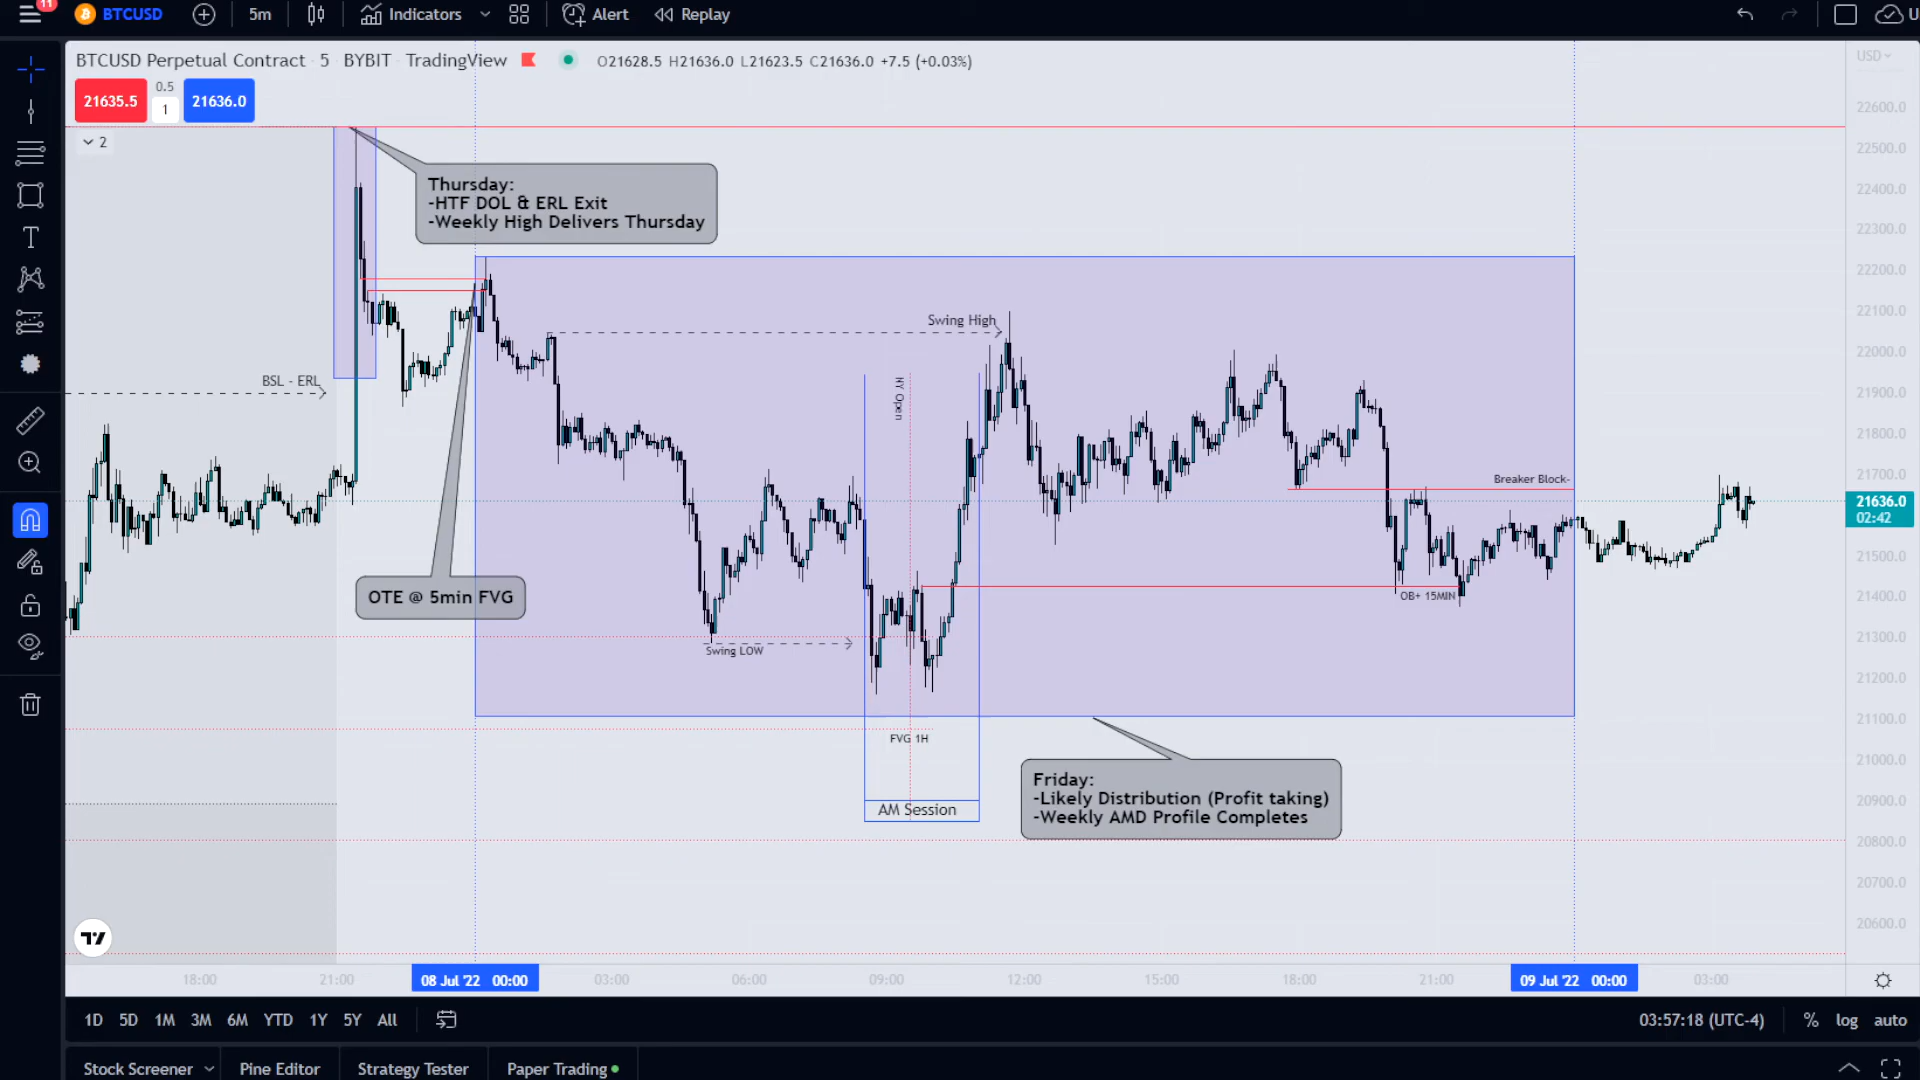 11
BTCUSD
5m
Indicators
Alert
Replay
U
BTCUSD Perpetual Contract · 5 · BYBIT · TradingView
O21628.5 H21636.0 L21623.5 C21636.0 +7.5 (+0.03%)
USD
21635.5
0.5
1
21636.0
2
22600.0
22500.0
22400.0
22300.0
22200.0
22100.0
22000.0
21900.0
21800.0
21700.0
21636.0
02:42
21500.0
21400.0
21300.0
21200.0
21100.0
21000.0
20900.0
20800.0
20700.0
20600.0
Thursday:
-HTF DOL & ERL Exit
-Weekly High Delivers Thursday
Swing High
BSL - ERL
NY Open
Breaker Block-
OTE @ 5min FVG
OB+ 15MIN
Swing LOW
FVG 1H
AM Session
Friday:
-Likely Distribution (Profit taking)
-Weekly AMD Profile Completes
18:00
21:00
08 Jul '22 00:00
03:00
06:00
09:00
12:00
15:00
18:00
21:00
09 Jul '22 00:00
03:00
1D 5D 1M 3M 6M YTD 1Y 5Y All
03:57:18 (UTC-4)
% log auto
Stock Screener
Pine Editor
Strategy Tester
Paper Trading